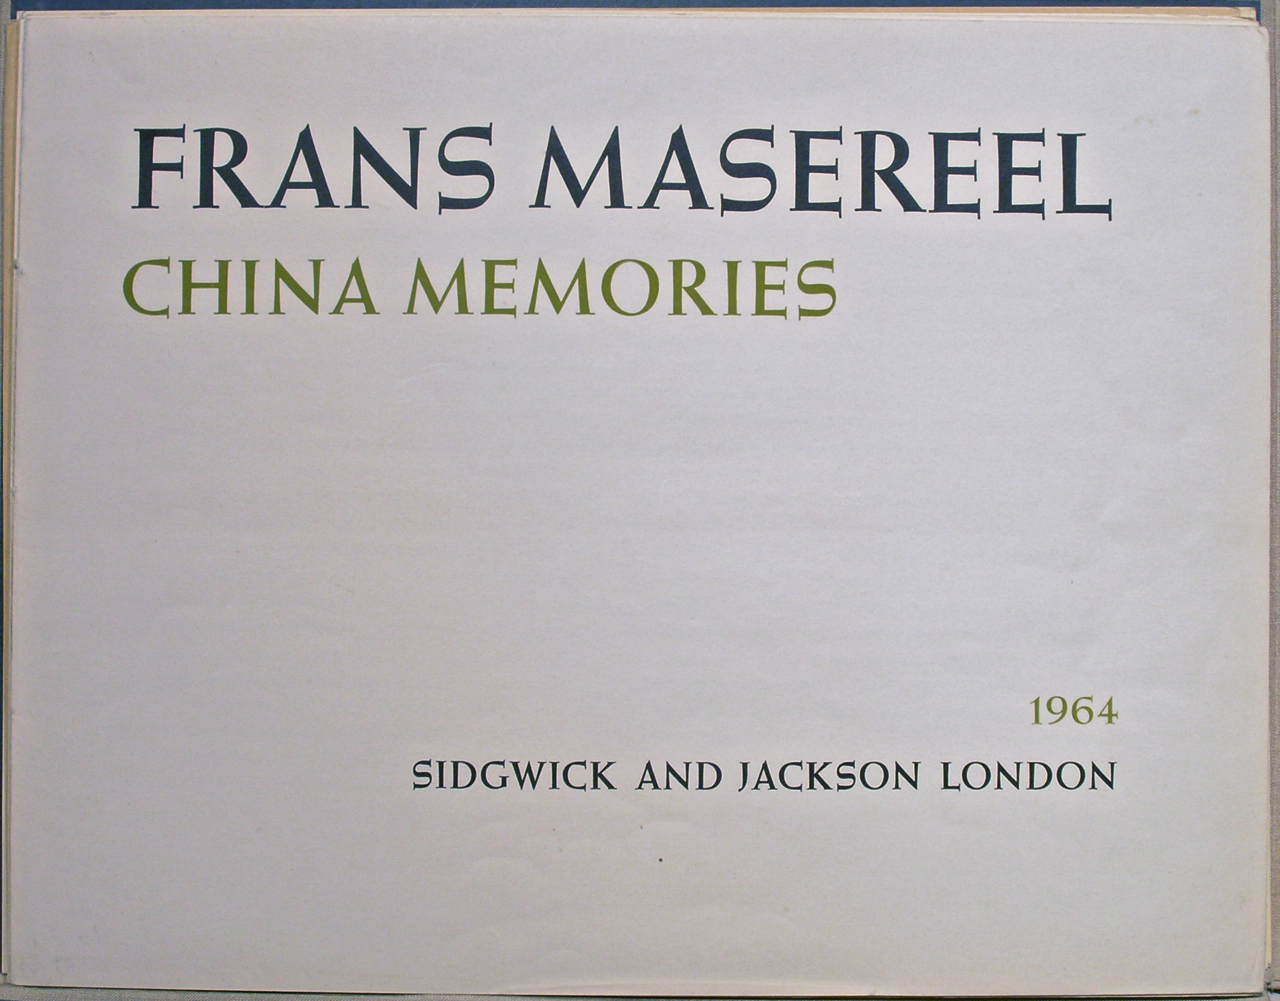 FRANS MASEREEL
CHINA MEMORIES
1964
SIDGWICK AND JACKSON LONDON